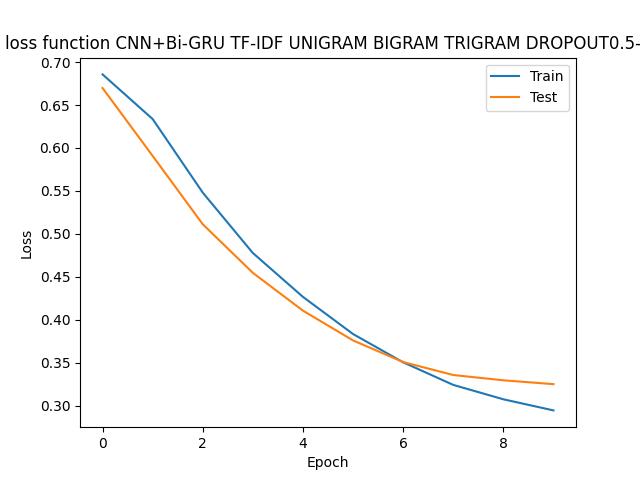 loss function CNN+Bi-GRU TF-IDF UNIGRAM BIGRAM TRIGRAM DROPOUT0.5-
Train
Test
0.70
0.65
0.60
0.55
0.50
0.45
0.40
0.35
0.30
Loss
0 2 4 6 8
Epoch